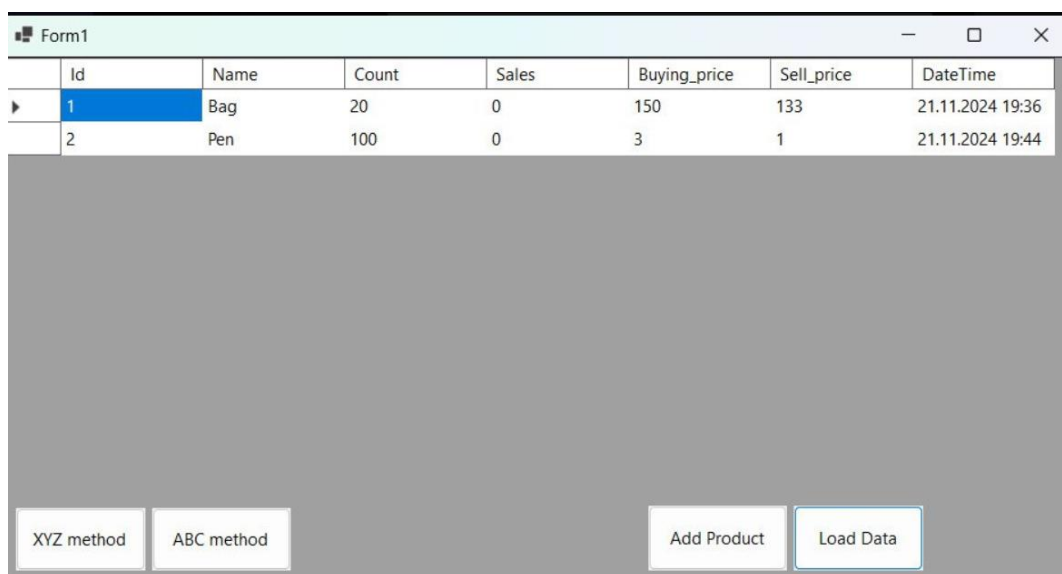 Form1
Id Name Count Sales Buying_price Sell_price DateTime
1 Bag 20 0 150 133 21.11.2024 19:36
2 Pen 100 0 3 1 21.11.2024 19:44
XYZ method ABC method Add Product Load Data